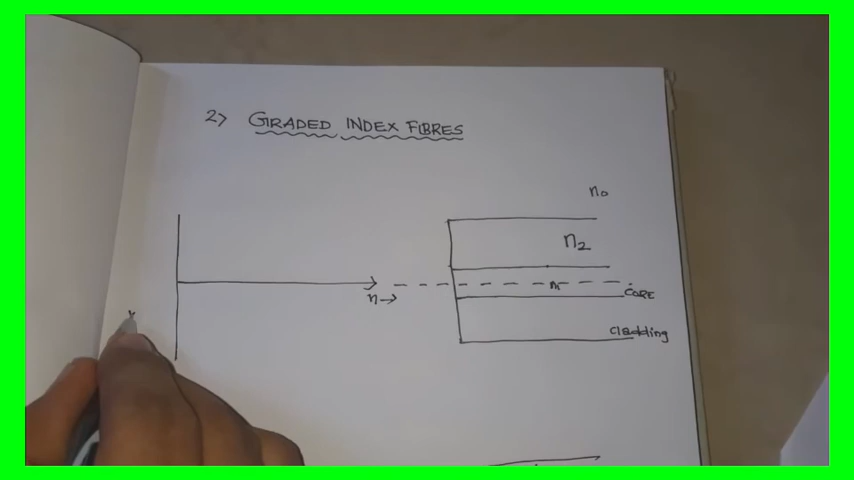 2) GRADED INDEX FIBRES
n₀
n₂
n→
CORE
cladding